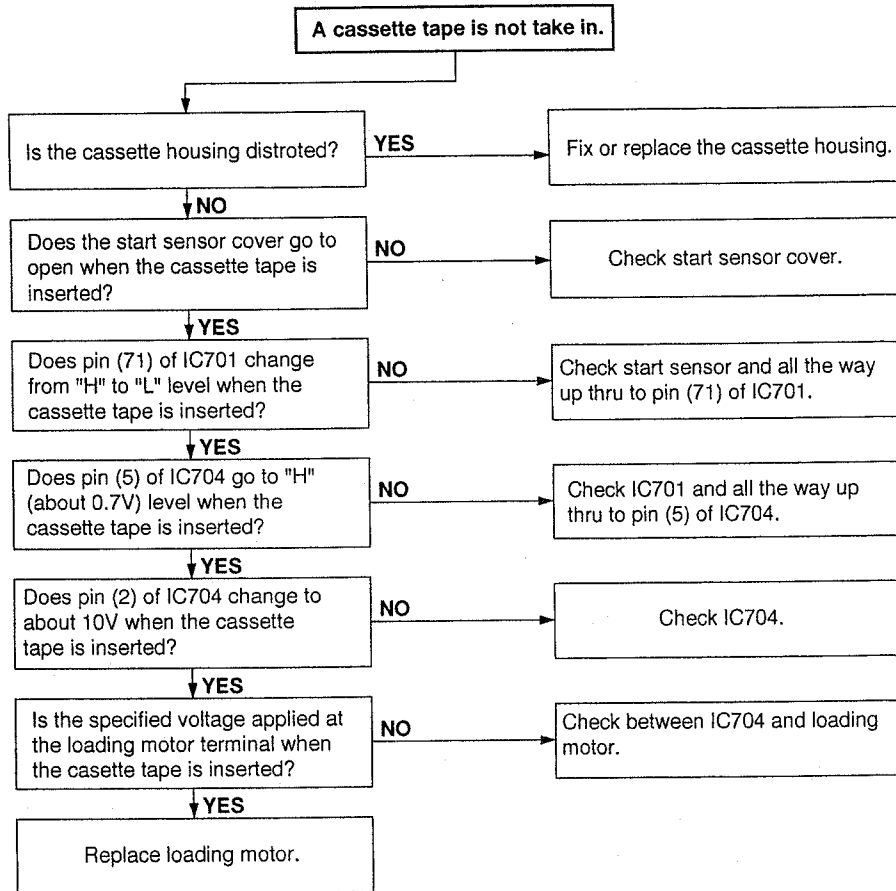 A cassette tape is not take in.
Is the cassette housing distroted?
YES
Fix or replace the cassette housing.
NO
Does the start sensor cover go to
open when the cassette tape is
inserted?
NO
Check start sensor cover.
YES
Does pin (71) of IC701 change
from "H" to "L" level when the
cassette tape is inserted?
NO
Check start sensor and all the way
up thru to pin (71) of IC701.
YES
Does pin (5) of IC704 go to "H"
(about 0.7V) level when the
cassette tape is inserted?
NO
Check IC701 and all the way up
thru to pin (5) of IC704.
YES
Does pin (2) of IC704 change to
about 10V when the cassette
tape is inserted?
NO
Check IC704.
YES
Is the specified voltage applied at
the loading motor terminal when
the casette tape is inserted?
NO
Check between IC704 and loading
motor.
YES
Replace loading motor.